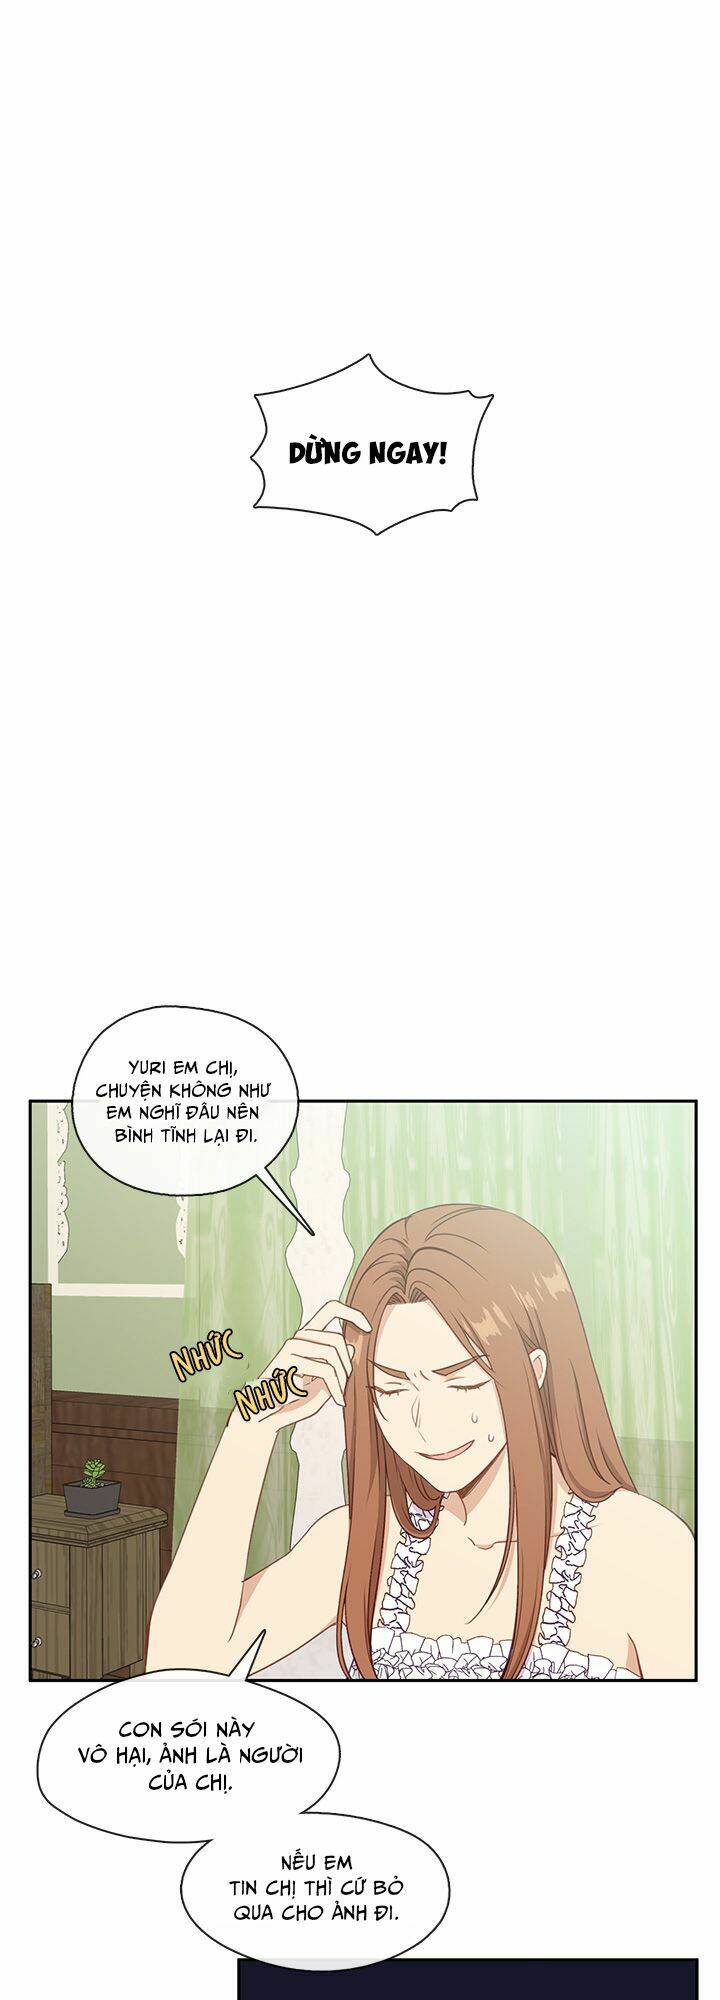 DỪNG NGAY!
YURI EM CHỊ,
CHUYỆN KHÔNG NHƯ
EM NGHĨ ĐÂU NÊN
BÌNH TĨNH LẠI ĐI.
NHỨC
NHỨC
CON SÓI NÀY
VÔ HẠI, ẢNH LÀ NGƯỜI
CỦA CHỊ.
NẾU EM
TIN CHỊ THÌ CỨ BỎ
QUA CHO ẢNH ĐI.